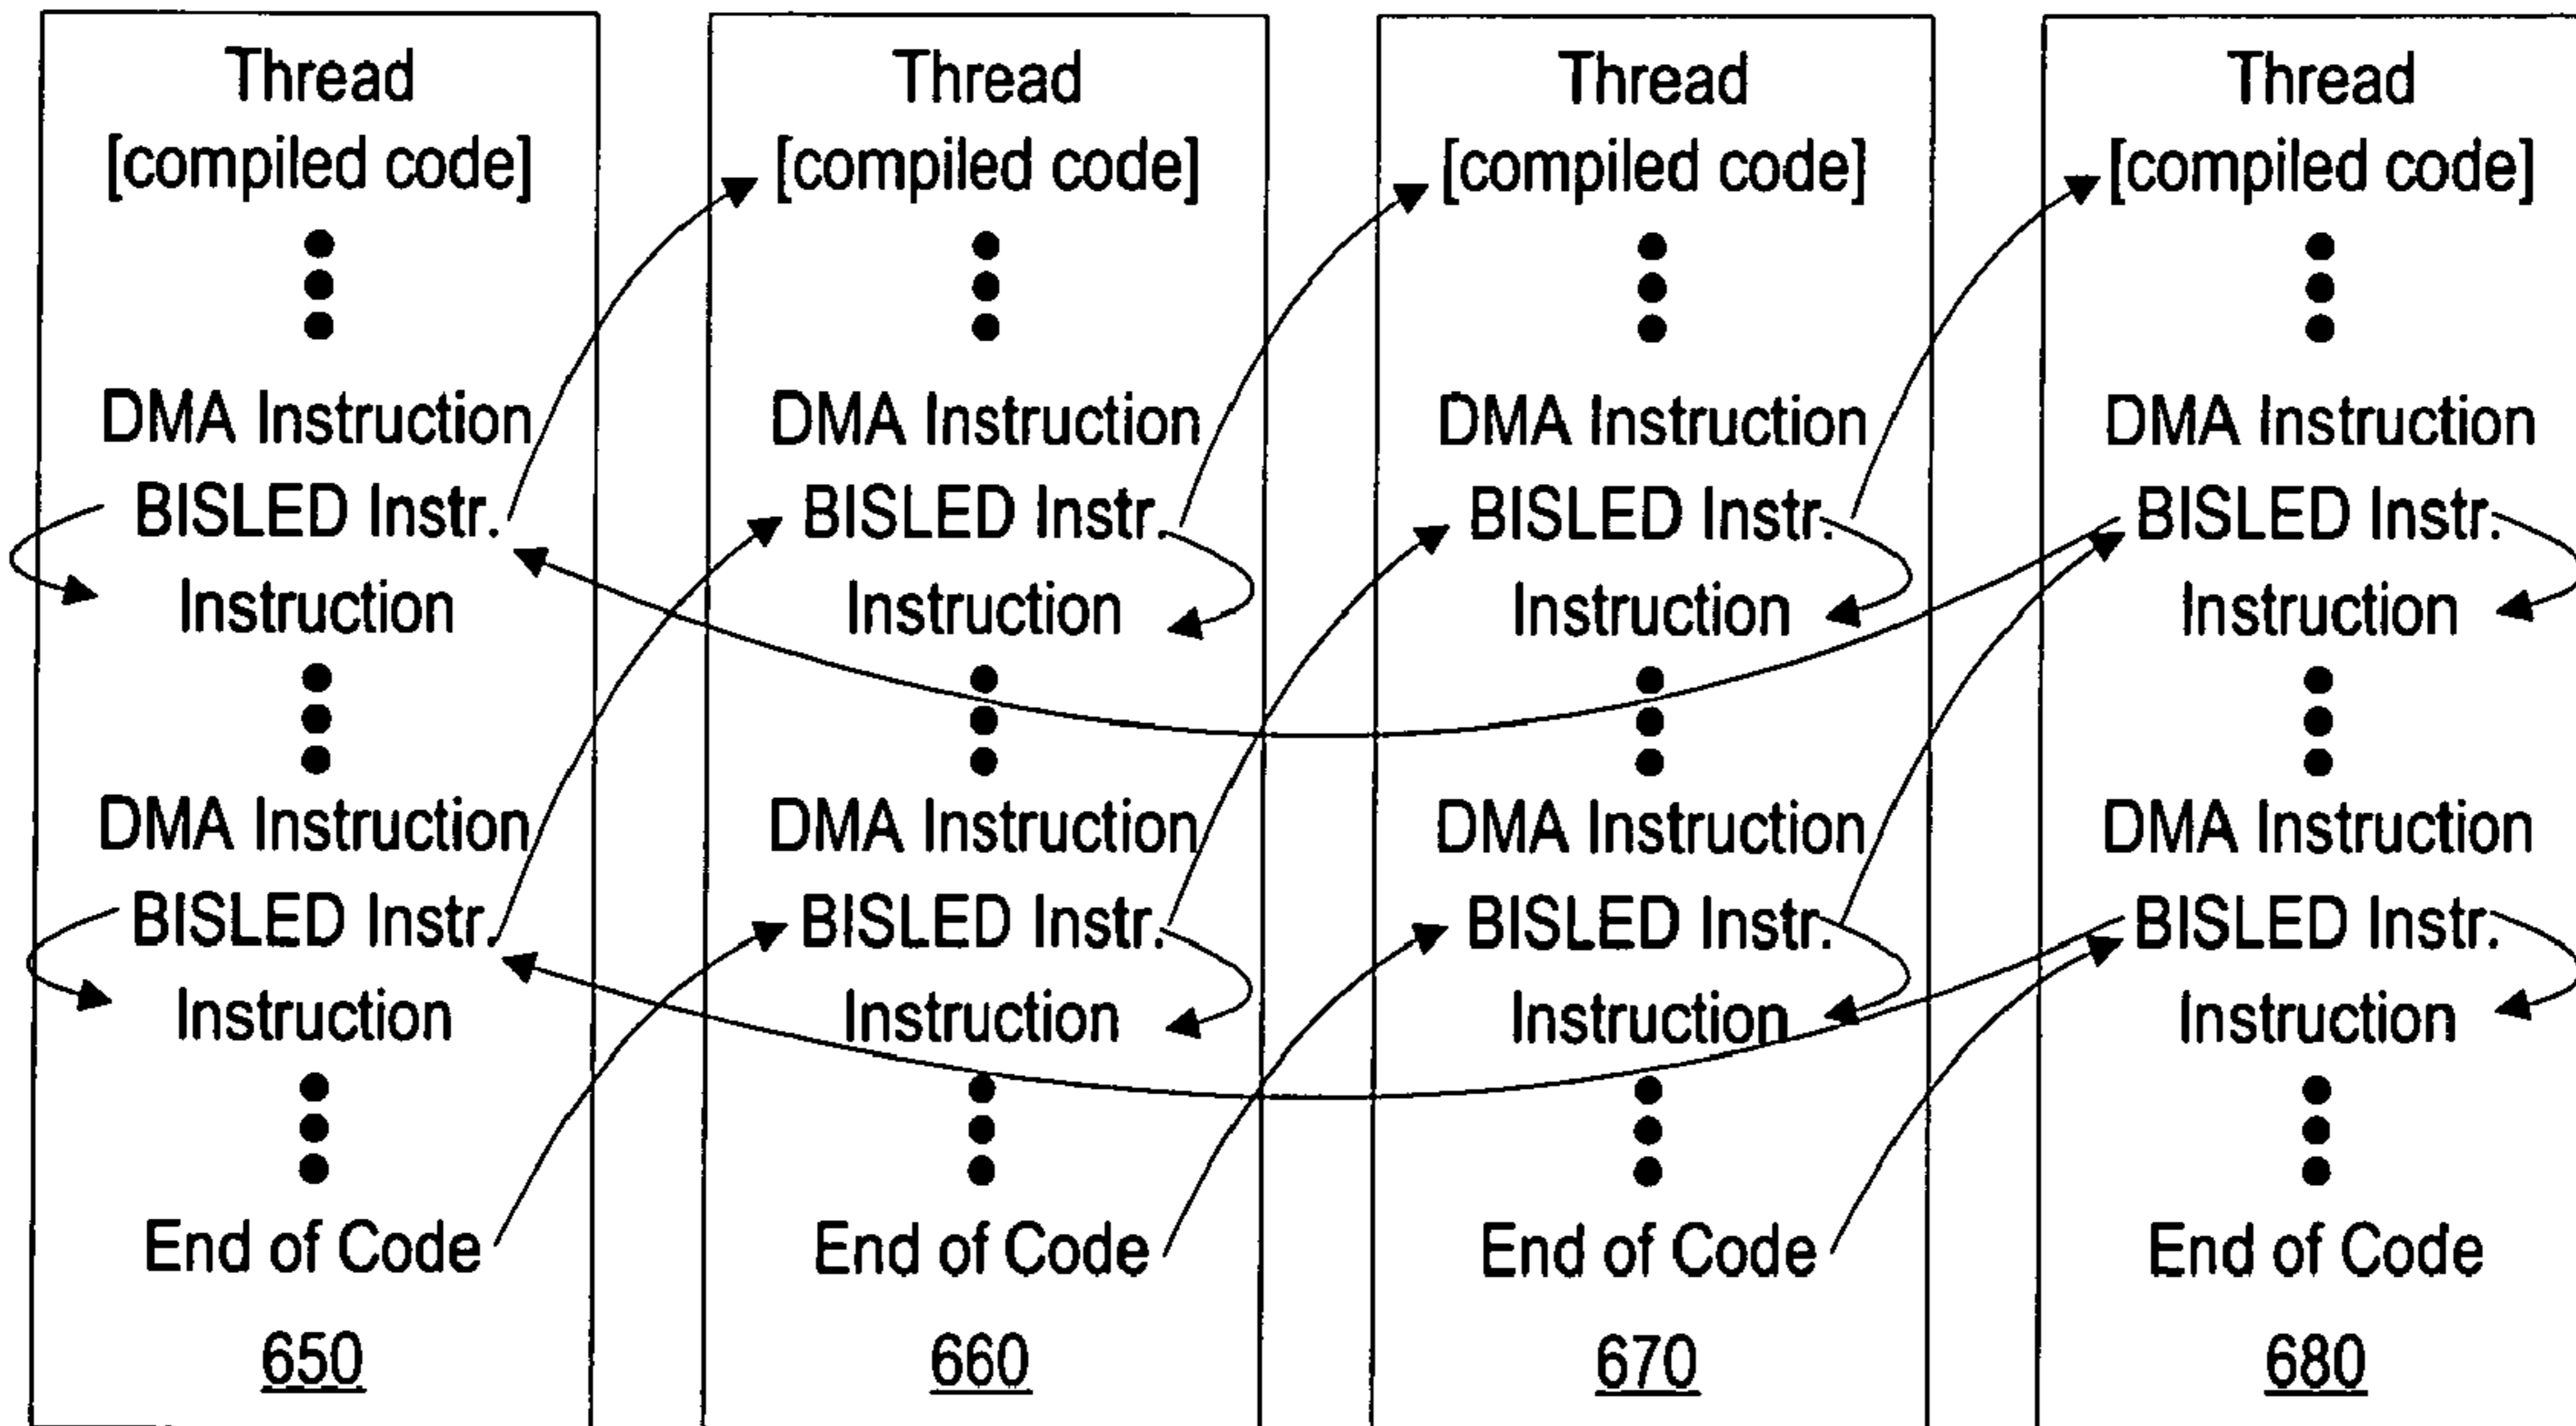 Thread
[compiled code]
DMA Instruction
BISLED Instr.
Instruction
DMA Instruction
BISLED Instr.
Instruction
End of Code
650
Thread
[compiled code]
DMA Instruction
BISLED Instr.
Instruction
DMA Instruction
BISLED Instr.
Instruction
End of Code
660
Thread
[compiled code]
DMA Instruction
BISLED Instr.
Instruction
DMA Instruction
BISLED Instr.
Instruction
End of Code
670
Thread
[compiled code]
DMA Instruction
BISLED Instr.
Instruction
DMA Instruction
BISLED Instr.
Instruction
End of Code
680